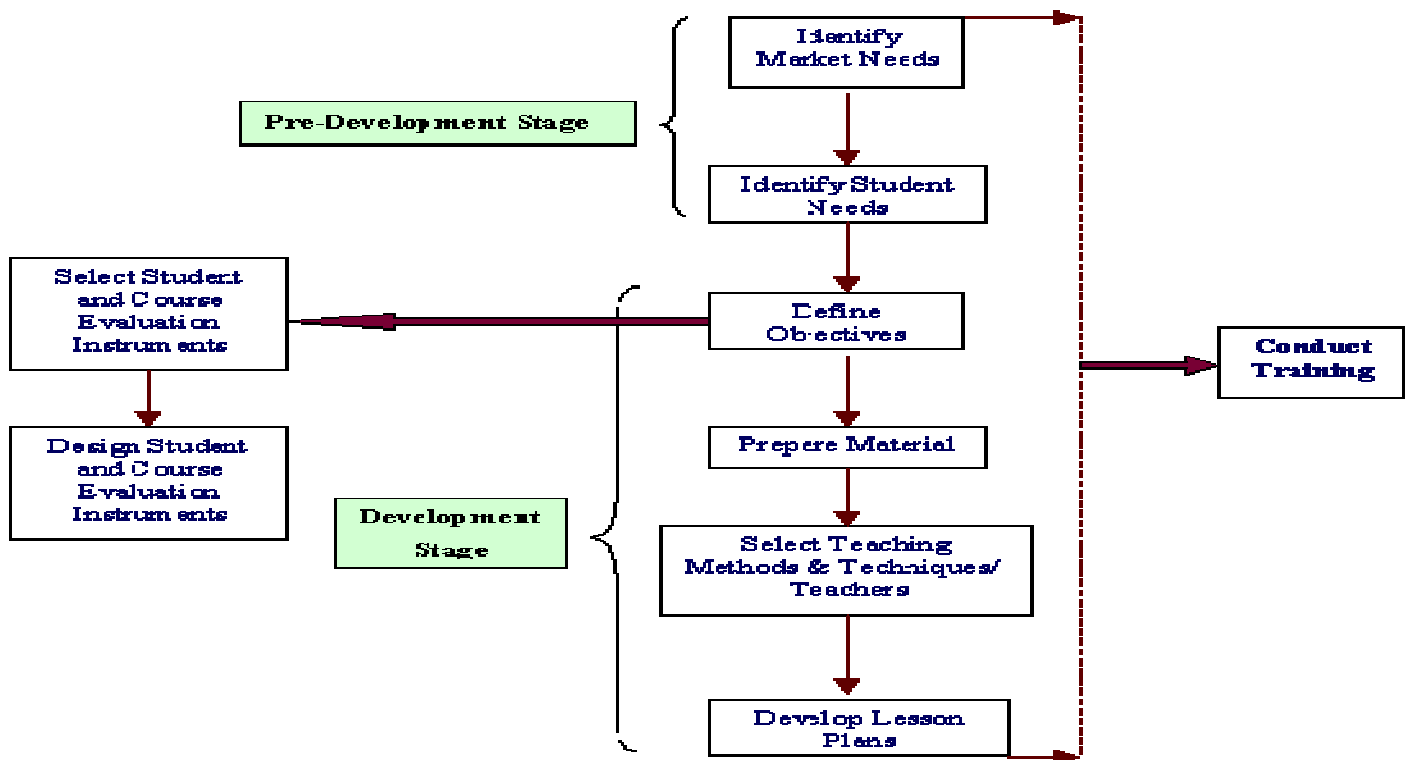 Identify
Market Needs
Pre-Development Stage
Identify Student
Needs
Select Student
and Course
Evaluation
Instruments
Define
Objectives
Conduct
Training
Design Student
and Course
Evaluation
Instruments
Prepere Material
Development
Stage
Select Teaching
Methods & Techniques/
Teachers
Develop Lesson
Plans